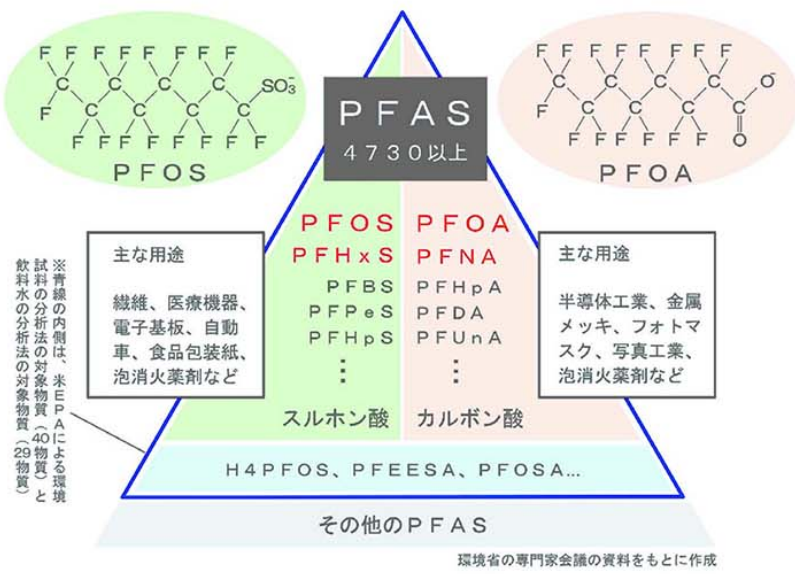 F F F F F F F F
C C C C
F C C C C SO3-
F F F F F F F F
PFOS
F F F F F F F
C C C C O-
F C C C C
F F F F F F F O
PFOA
PFAS
4730以上
PFOS PFOA
PFHxS PFNA
PFBS PFHpA
PFPeS PFDA
PFHpS PFUnA
⋮ ⋮
スルホン酸 カルボン酸
主な用途
繊維、医療機器、
電子基板、自動
車、食品包装紙、
泡消火薬剤など
主な用途
半導体工業、金属
メッキ、フォトマ
スク、写真工業、
泡消火薬剤など
※青線の内側は、米EPAによる環境
試料の分析法の対象物質（40物質）と
飲料水の分析法の対象物質（29物質）
H4PFOS、PFEESA、PFOSA…
その他のPFAS
環境省の専門家会議の資料をもとに作成